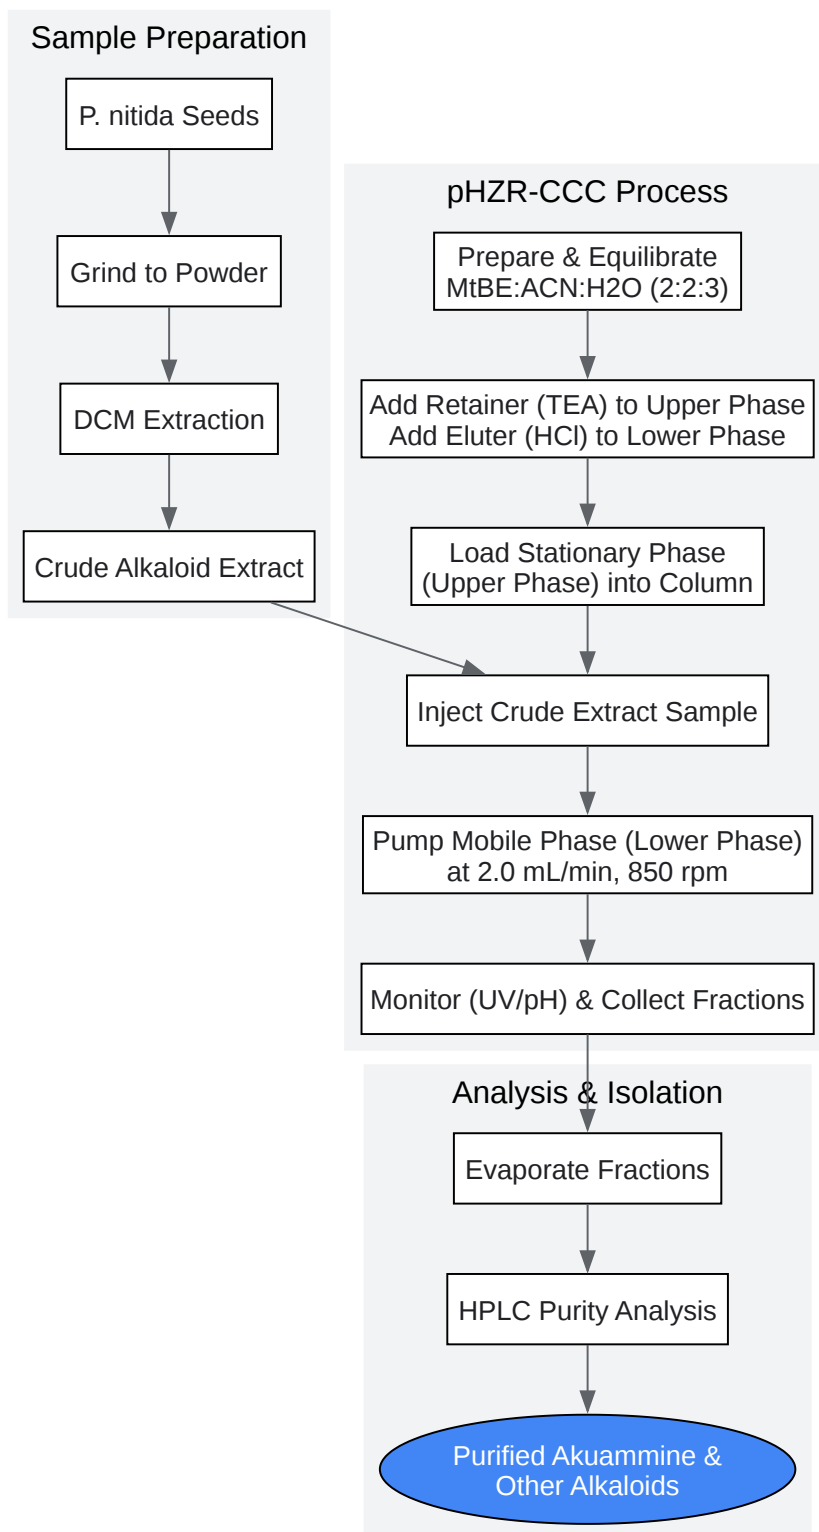 Sample Preparation
P. nitida Seeds
Grind to Powder
DCM Extraction
Crude Alkaloid Extract
pHZR-CCC Process
Prepare & Equilibrate
MtBE:ACN:H2O (2:2:3)
Add Retainer (TEA) to Upper Phase
Add Eluter (HCl) to Lower Phase
Load Stationary Phase
(Upper Phase) into Column
Inject Crude Extract Sample
Pump Mobile Phase (Lower Phase)
at 2.0 mL/min, 850 rpm
Monitor (UV/pH) & Collect Fractions
Analysis & Isolation
Evaporate Fractions
HPLC Purity Analysis
Purified Akuammine &
Other Alkaloids